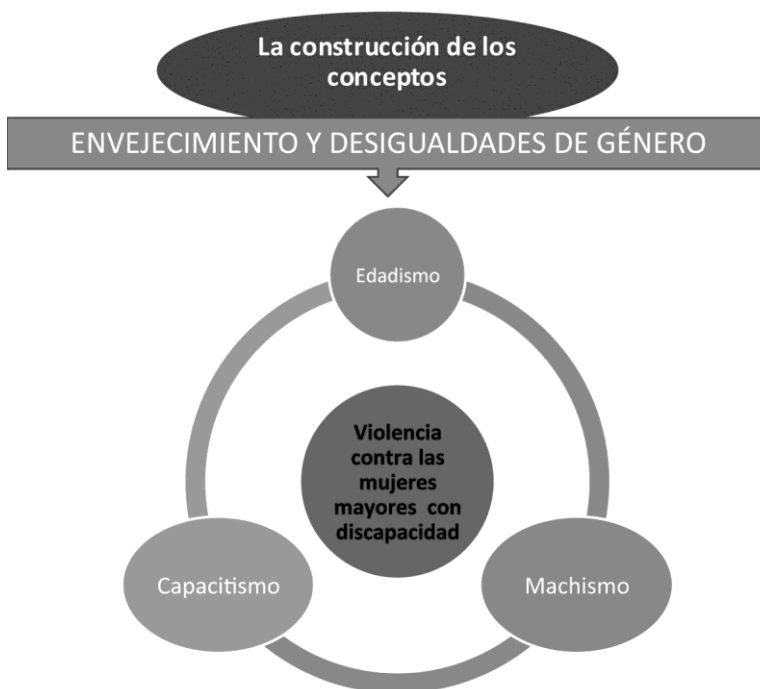 La construcción de los
conceptos
ENVEJECIMIENTO Y DESIGUALDADES DE GÉNERO
Edadismo
Violencia
contra las
mujeres
mayores con
discapacidad
Capacitismo
Machismo